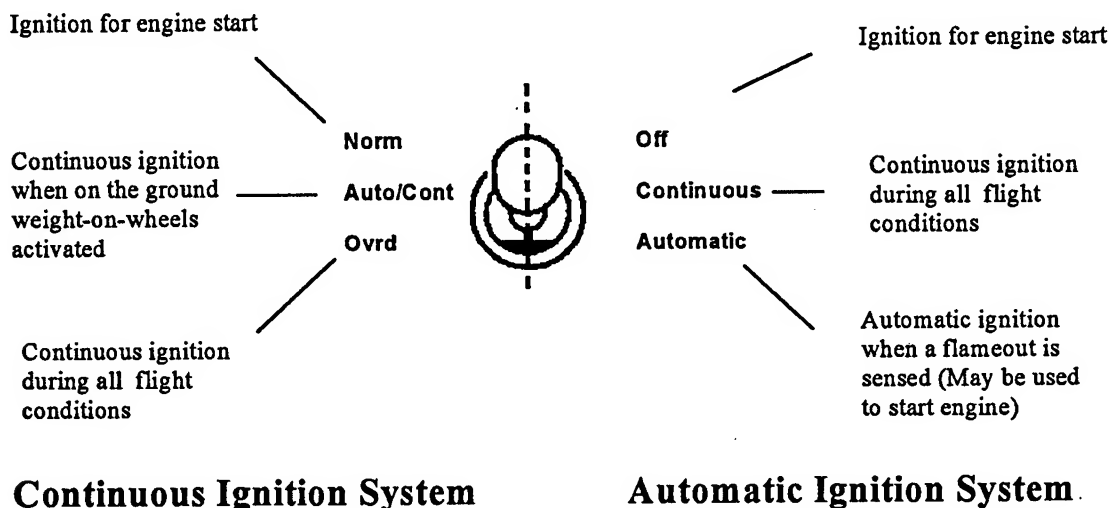 Ignition for engine start
Norm
Continuous ignition
when on the ground
weight-on-wheels
activated
Auto/Cont
Ovrd
Continuous ignition
during all flight
conditions
Continuous Ignition System
Ignition for engine start
Off
Continuous
Continuous ignition
during all flight
conditions
Automatic
Automatic ignition
when a flameout is
sensed (May be used
to start engine)
Automatic Ignition System